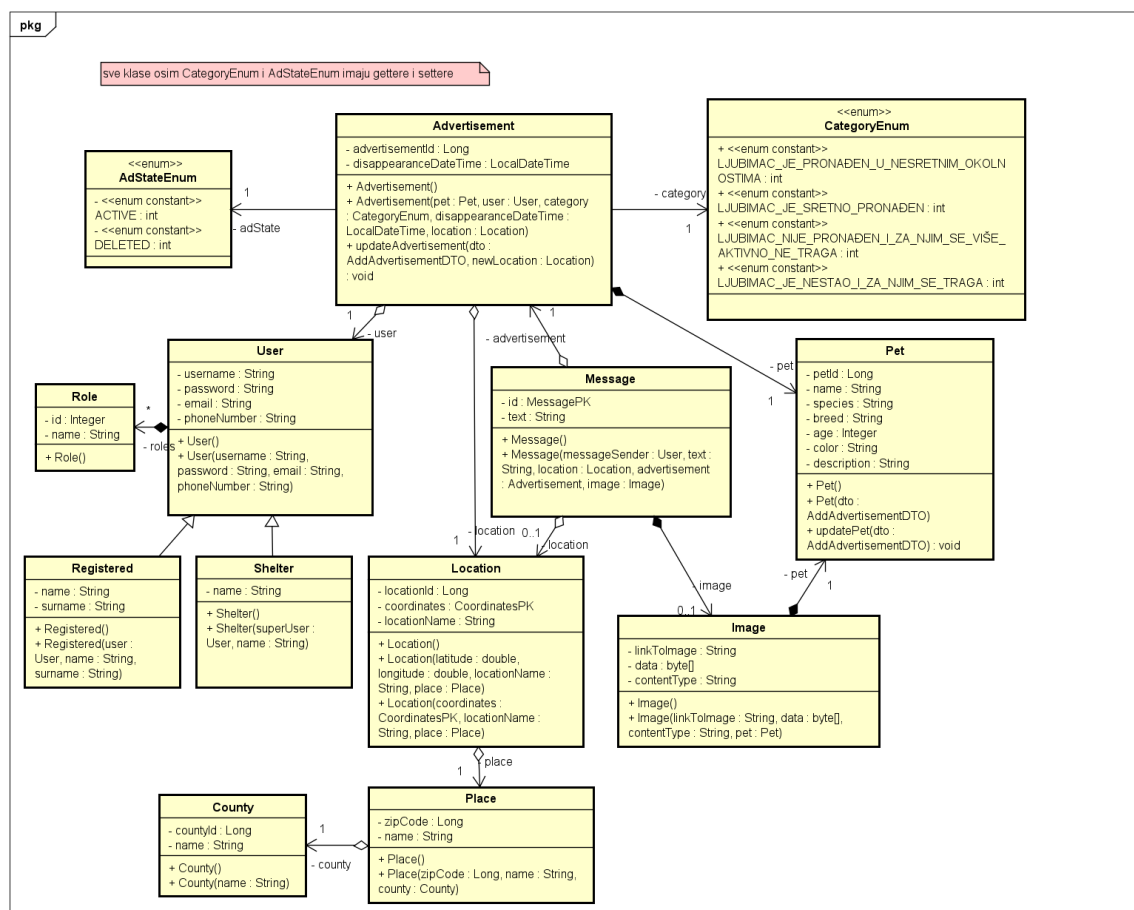 pkg
sve klase osim CategoryEnum i AdStateEnum imaju gettere i settere
Advertisement
- advertisementId : Long
- disappearanceDateTime : LocalDateTime
+ Advertisement()
+ Advertisement(pet : Pet, user : User, category
: CategoryEnum, disappearanceDateTime :
LocalDateTime, location : Location)
+ updateAdvertisement(dto :
AddAdvertisementDTO, newLocation : Location)
: void
<<enum>>
CategoryEnum
+ <<enum constant>>
LJUBIMAC_JE_PRONAĐEN_U_NESRETNIM_OKOLN
OSTIMA : int
+ <<enum constant>>
LJUBIMAC_JE_SRETNO_PRONAĐEN : int
+ <<enum constant>>
LJUBIMAC_NIJE_PRONAĐEN_I_ZA_NJIM_SE_VIŠE_
AKTIVNO_NE_TRAGA : int
+ <<enum constant>>
LJUBIMAC_JE_NESTAO_I_ZA_NJIM_SE_TRAGA : int
<<enum>>
AdStateEnum
- <<enum constant>>
ACTIVE : int
- <<enum constant>>
DELETED : int
1
- adState
- category
1
1
- user
- advertisement
1
- pet
1
User
- username : String
- password : String
- email : String
- phoneNumber : String
+ User()
+ User(username : String,
password : String, email : String,
phoneNumber : String)
Role
- id : Integer
- name : String
+ Role()
*
- roles
Message
- id : MessagePK
- text : String
+ Message()
+ Message(messageSender : User, text :
String, location : Location, advertisement
: Advertisement, image : Image)
Pet
- petId : Long
- name : String
- species : String
- breed : String
- age : Integer
- color : String
- description : String
+ Pet()
+ Pet(dto :
AddAdvertisementDTO)
+ updatePet(dto :
AddAdvertisementDTO) : void
- location
1
0..1
- location
- image
0..1
- pet
1
Registered
- name : String
- surname : String
+ Registered()
+ Registered(user :
User, name : String,
surname : String)
Shelter
- name : String
+ Shelter()
+ Shelter(superUser :
User, name : String)
Location
- locationId : Long
- coordinates : CoordinatesPK
- locationName : String
+ Location()
+ Location(latitude : double,
longitude : double, locationName :
String, place : Place)
+ Location(coordinates :
CoordinatesPK, locationName :
String, place : Place)
Image
- linkToImage : String
- data : byte[]
- contentType : String
+ Image()
+ Image(linkToImage : String, data : byte[],
contentType : String, pet : Pet)
- place
1
County
- countyId : Long
- name : String
+ County()
+ County(name : String)
1
- county
Place
- zipCode : Long
- name : String
+ Place()
+ Place(zipCode : Long, name : String,
county : County)